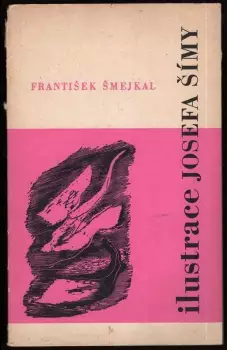 FRANTIŠEK ŠMEJKAL
ilustrace JOSEFA ŠÍMY